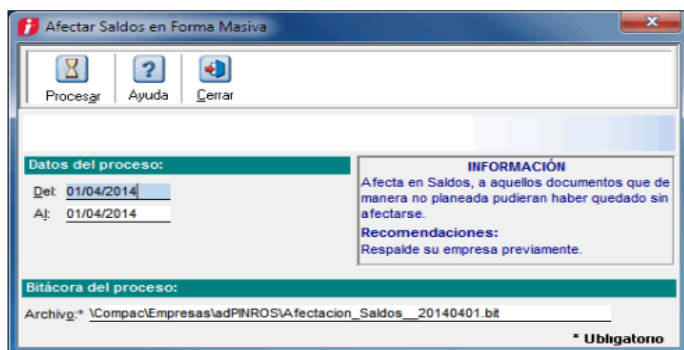 Afectar Saldos en Forma Masiva
Procesar Ayuda Cerrar
Datos del proceso:
Del: 01/04/2014
Al: 01/04/2014
INFORMACIÓN
Afecta en Saldos, a aquellos documentos que de
manera no planeada pudieran haber quedado sin
afectarse.
Recomendaciones:
Respalde su empresa previamente.
Bitácora del proceso:
Archivo:* \Compac\Empresas\adPINROS\Afectacion_Saldos__20140401.bit
* Obligatorio